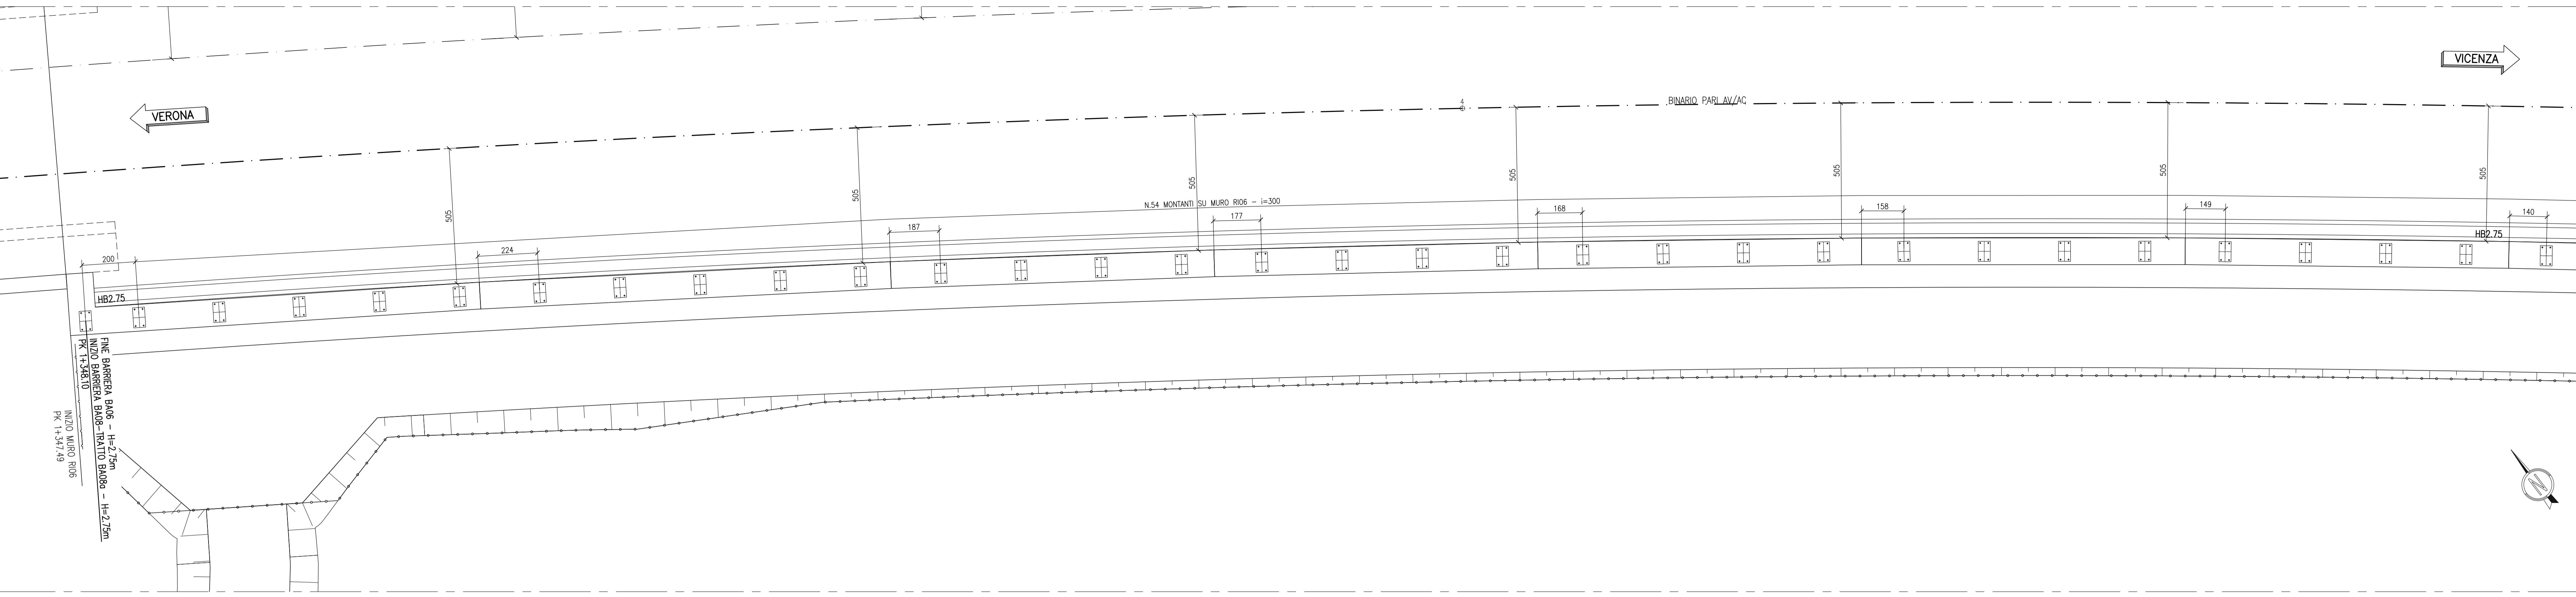 VERONA
VICENZA
4
BINARIO PARI AV/AC
505
505
505
505
505
505
505
N.54 MONTANTI SU MURO RI06 - i=300
200
224
187
177
168
158
149
140
HB2.75
HB2.75
FINE BARRIERA BA06 - H=2.75m
INIZIO BARRIERA BA08-TRATTO BA08a - H=2.75m
PK 1+348.10
INIZIO MURO RI06
PK 1+347.49
N